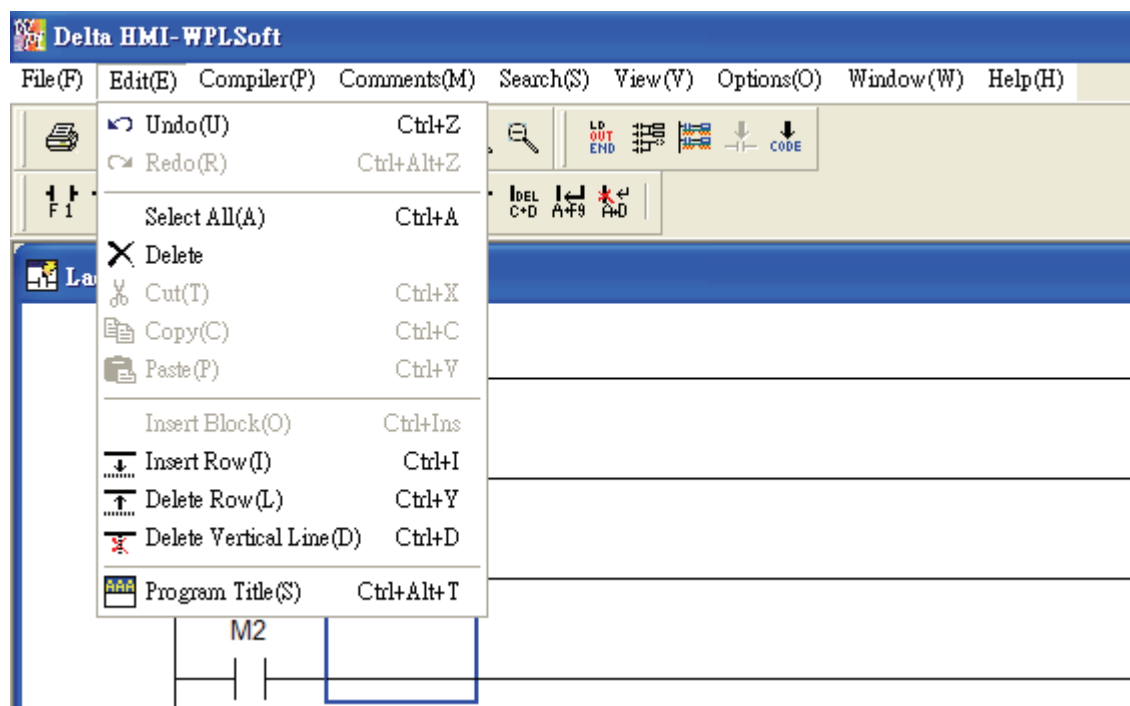 Delta HMI-WPLSoft
File(F) Edit(E) Compiler(P) Comments(M) Search(S) View(V) Options(O) Window(W) Help(H)
Undo(U) Ctrl+Z
Redo(R) Ctrl+Alt+Z
LD
OUT
END
CODE
F1
DEL
C+D A+F9 A+D
Select All(A) Ctrl+A
Delete
La
Cut(T) Ctrl+X
Copy(C) Ctrl+C
Paste(P) Ctrl+V
Insert Block(O) Ctrl+Ins
Insert Row(I) Ctrl+I
Delete Row(L) Ctrl+Y
Delete Vertical Line(D) Ctrl+D
AAA
Program Title(S) Ctrl+Alt+T
M2